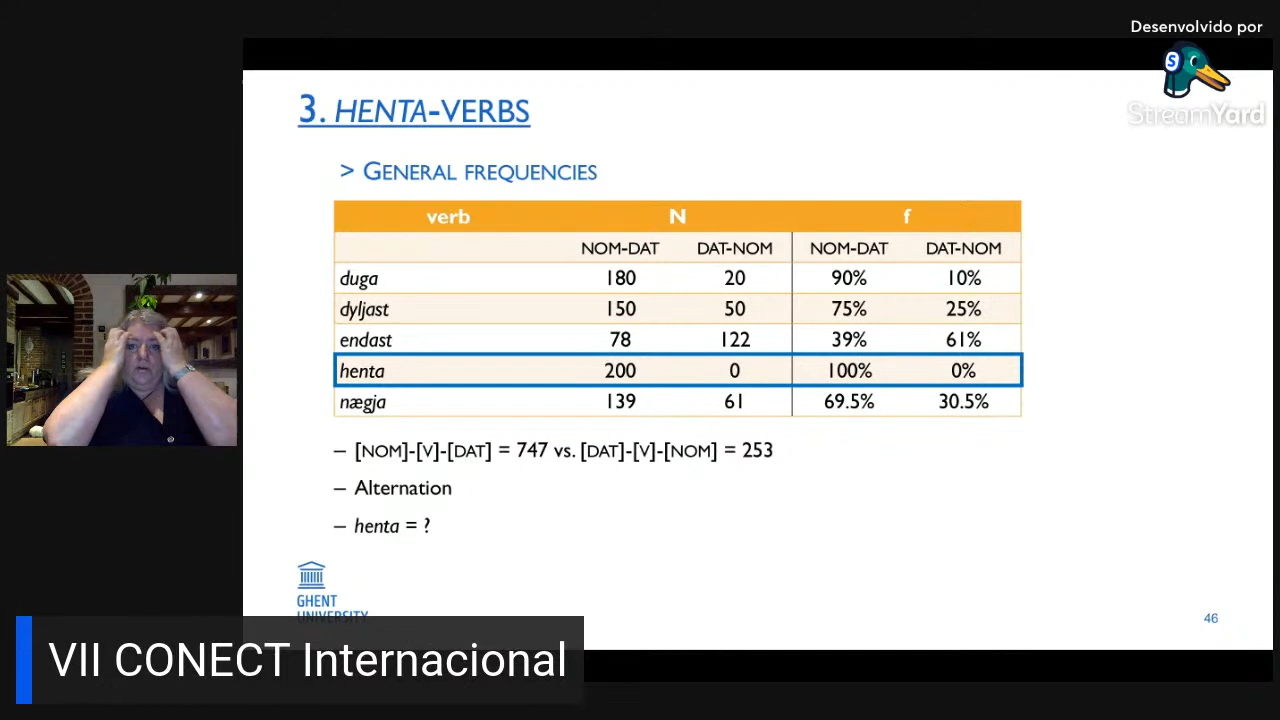 Desenvolvido por
S
StreamYard
3. HENTA-VERBS
> GENERAL FREQUENCIES
verb N f
NOM-DAT DAT-NOM NOM-DAT DAT-NOM
duga 180 20 90% 10%
dyljast 150 50 75% 25%
endast 78 122 39% 61%
henta 200 0 100% 0%
nægja 139 61 69.5% 30.5%
– [NOM]-[V]-[DAT] = 747 vs. [DAT]-[V]-[NOM] = 253
– Alternation
– henta = ?
GHENT
UNIVERSITY
46
VII CONECT Internacional